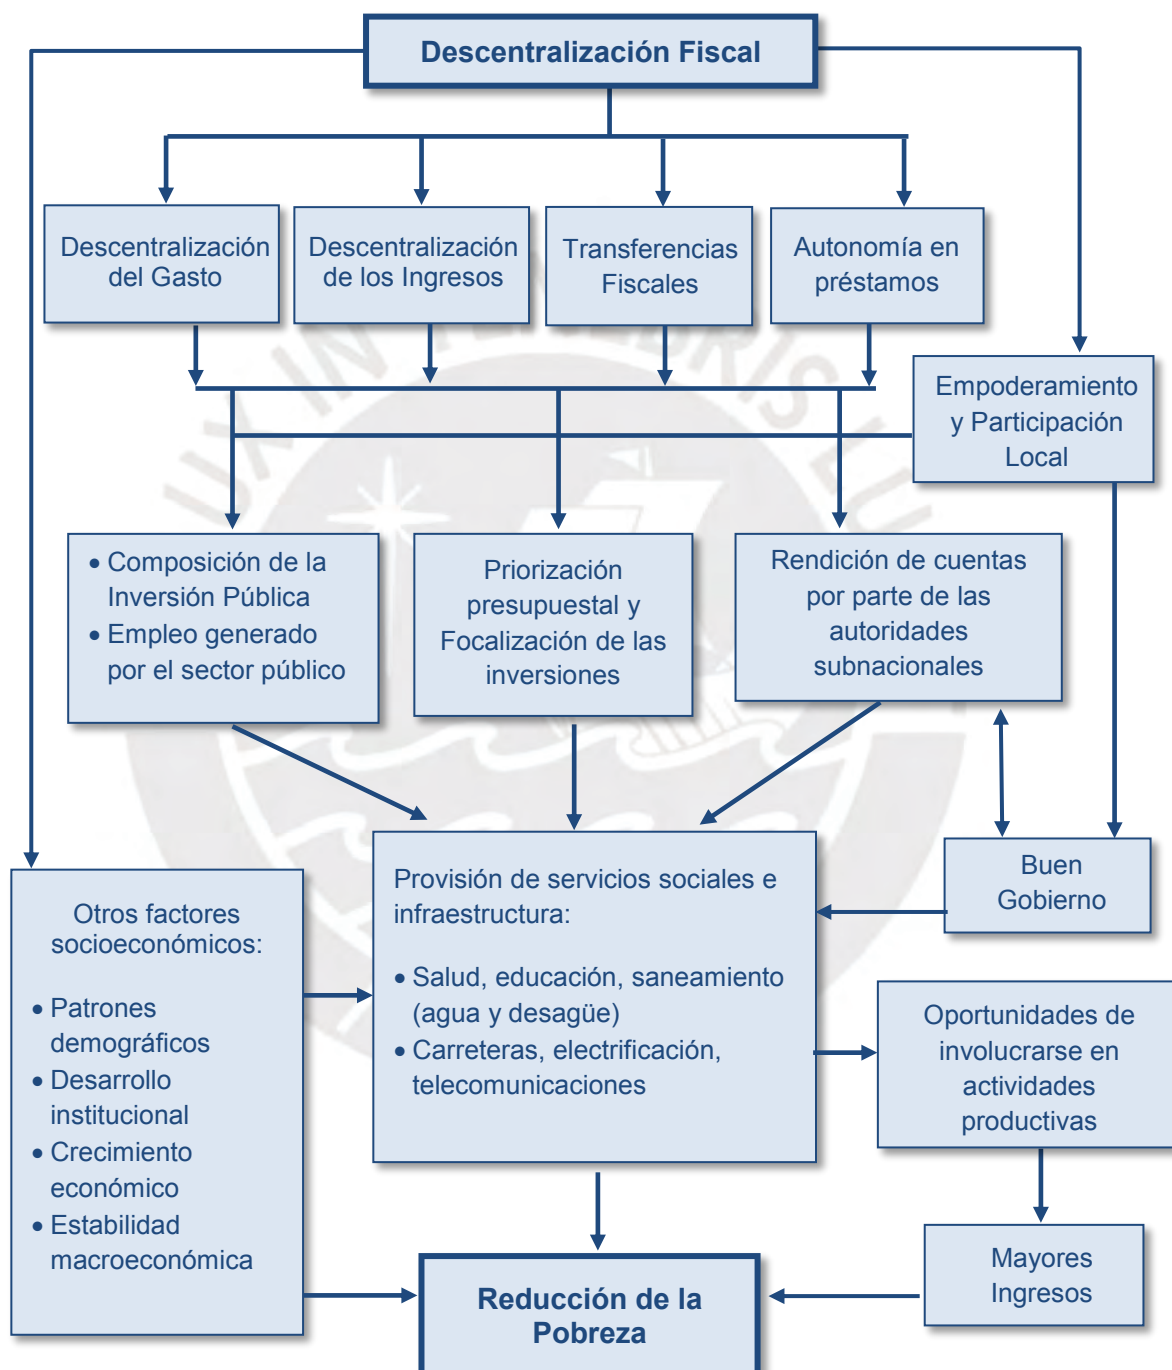 Descentralización Fiscal
Descentralización
del Gasto
Descentralización
de los Ingresos
Transferencias
Fiscales
Autonomía en
préstamos
Empoderamiento
y Participación
Local
• Composición de la
Inversión Pública
• Empleo generado
por el sector público
Priorización
presupuestal y
Focalización de las
inversiones
Rendición de cuentas
por parte de las
autoridades
subnacionales
Buen
Gobierno
Otros factores
socioeconómicos:
• Patrones
demográficos
• Desarrollo
institucional
• Crecimiento
económico
• Estabilidad
macroeconómica
Provisión de servicios sociales e
infraestructura:
• Salud, educación, saneamiento
(agua y desagüe)
• Carreteras, electrificación,
telecomunicaciones
Oportunidades de
involucrarse en
actividades
productivas
Mayores
Ingresos
Reducción de la
Pobreza